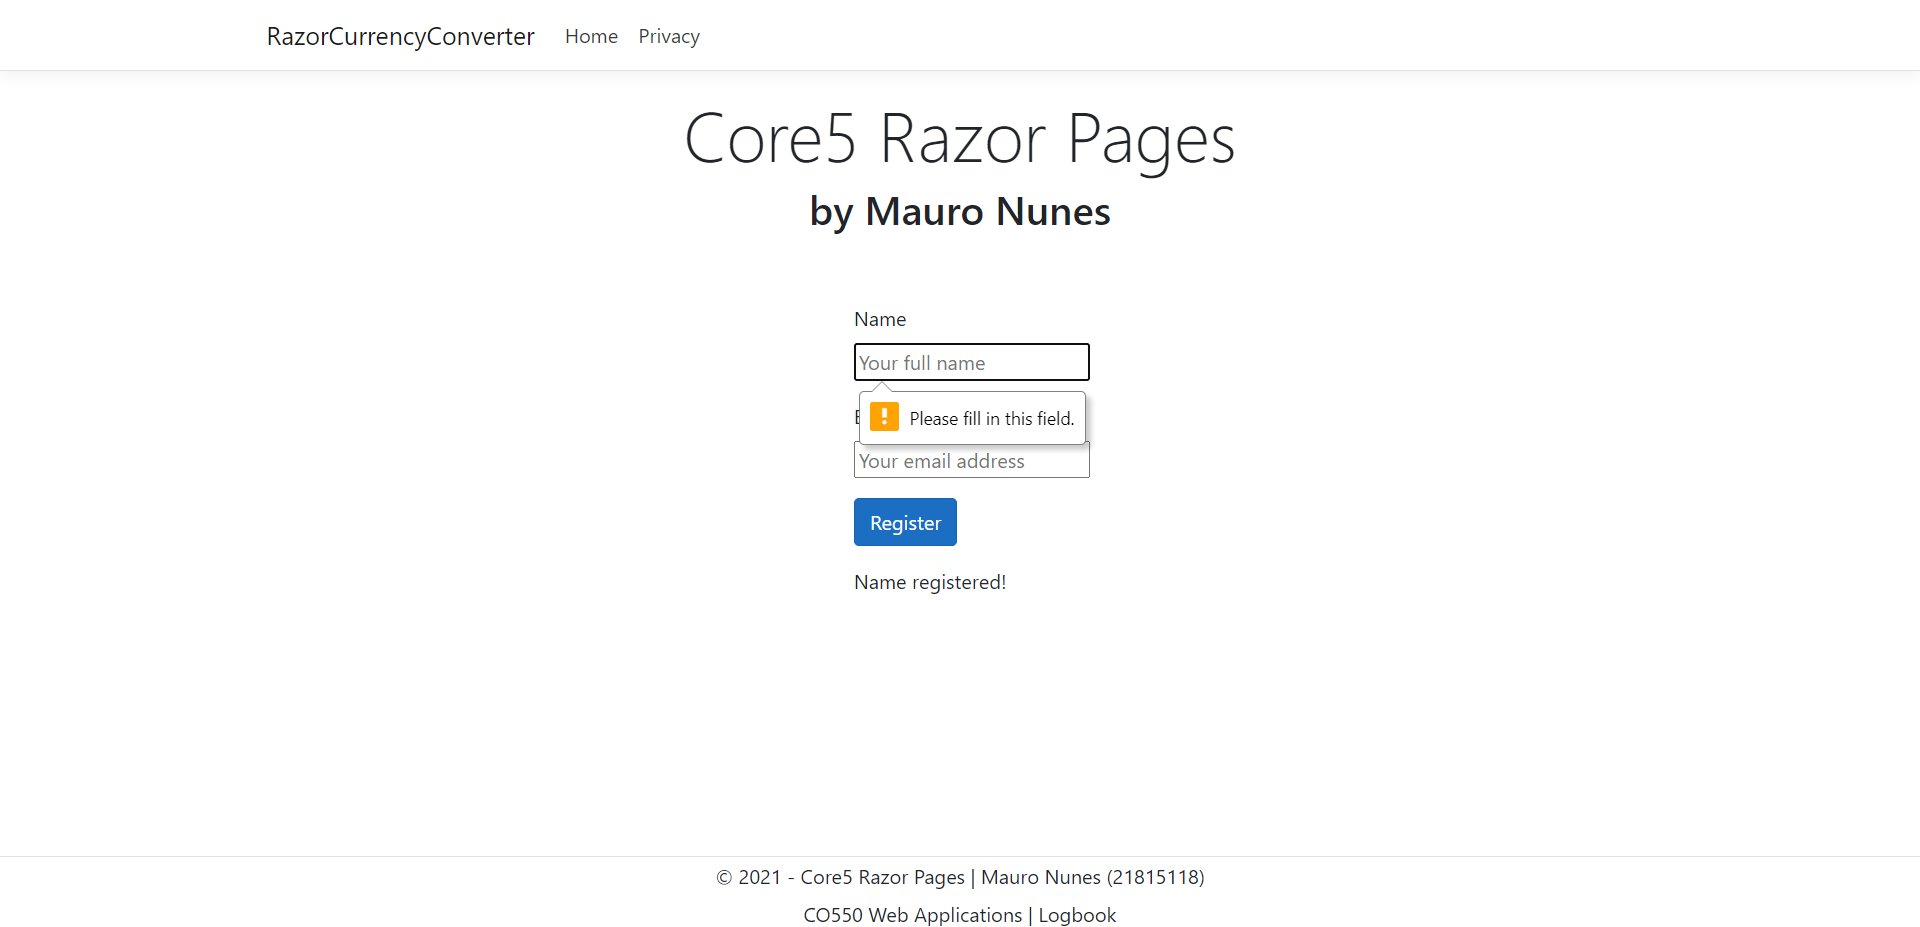 RazorCurrencyConverter Home Privacy
Core5 Razor Pages
by Mauro Nunes
Name
Your full name
Please fill in this field.
Your email address
Register
Name registered!
© 2021 - Core5 Razor Pages | Mauro Nunes (21815118)
CO550 Web Applications | Logbook